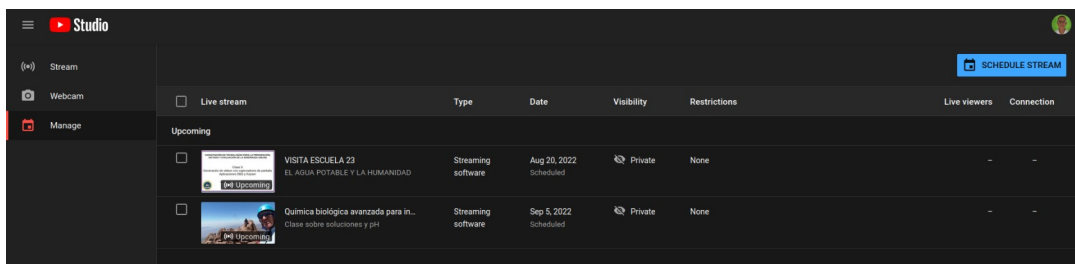 Studio
SCHEDULE STREAM
Stream
Webcam
Manage
Live stream Type Date Visibility Restrictions Live viewers Connection
Upcoming
VISITA ESCUELA 23
EL AGUA POTABLE Y LA HUMANIDAD
Streaming
software
Aug 20, 2022
Scheduled
Private
None
–
–
Upcoming
Química biológica avanzada para in...
Clase sobre soluciones y pH
Streaming
software
Sep 5, 2022
Scheduled
Private
None
–
–
Upcoming